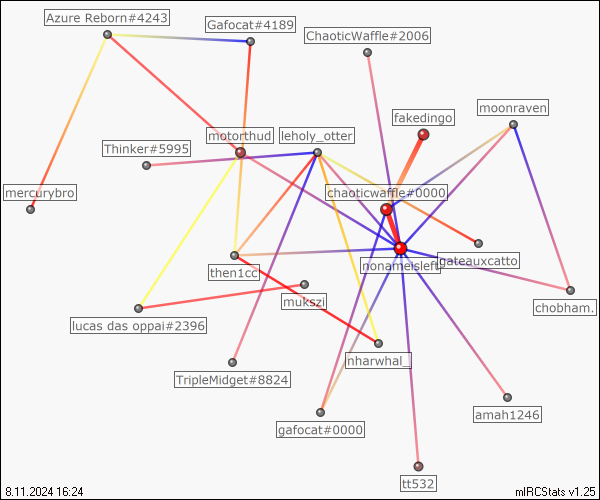 Azure Reborn#4243
Gafocat#4189
ChaoticWaffle#2006
moonraven
fakedingo
motorthud
leholy_otter
Thinker#5995
mercurybro
chaoticwaffle#0000
gateauxcatto
nonameisleft
then1cc
mukszi
chobham.
lucas das oppai#2396
nharwhal_
TripleMidget#8824
amah1246
gafocat#0000
tt532
8.11.2024 16:24
mIRCStats v1.25